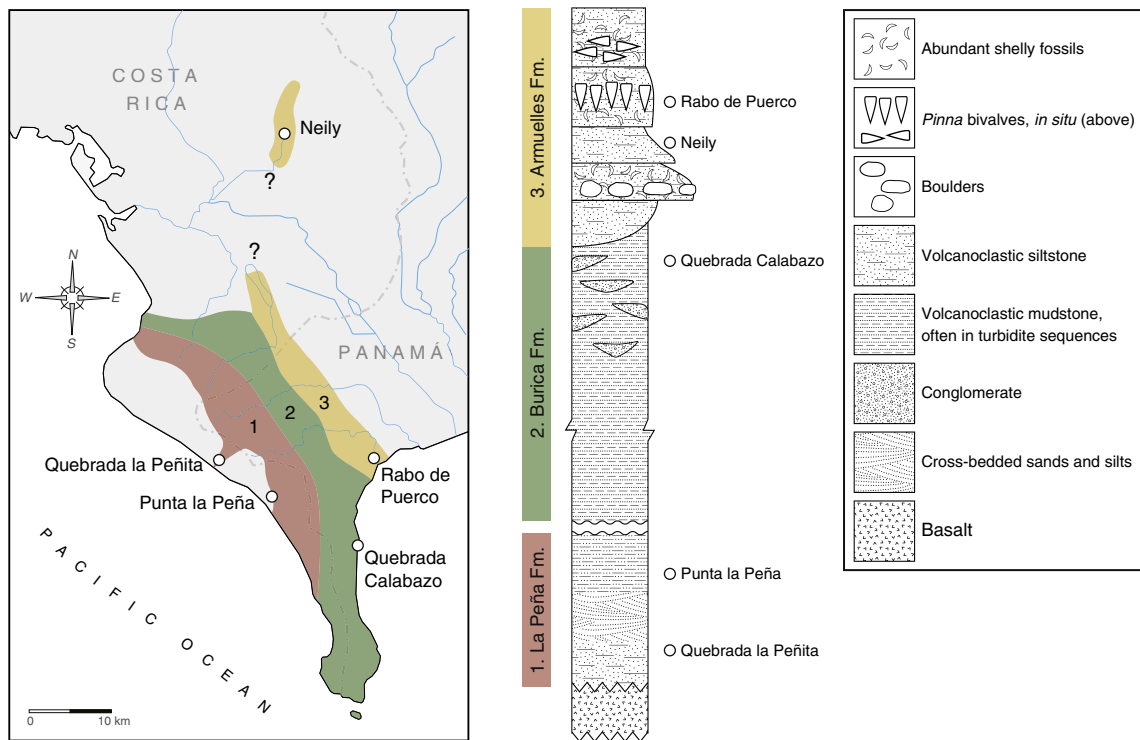 COSTA
RICA
Neily
?
?
N
W
E
S
PANAMÁ
1
2
3
Quebrada la Peñita
Punta la Peña
Rabo de
Puerco
Quebrada
Calabazo
PACIFIC OCEAN
0
10 km
3. Armuelles Fm.
2. Burica Fm.
1. La Peña Fm.
Rabo de Puerco
Neily
Quebrada Calabazo
Punta la Peña
Quebrada la Peñita
Abundant shelly fossils
Pinna bivalves, in situ (above)
Boulders
Volcanoclastic siltstone
Volcanoclastic mudstone,
often in turbidite sequences
Conglomerate
Cross-bedded sands and silts
Basalt